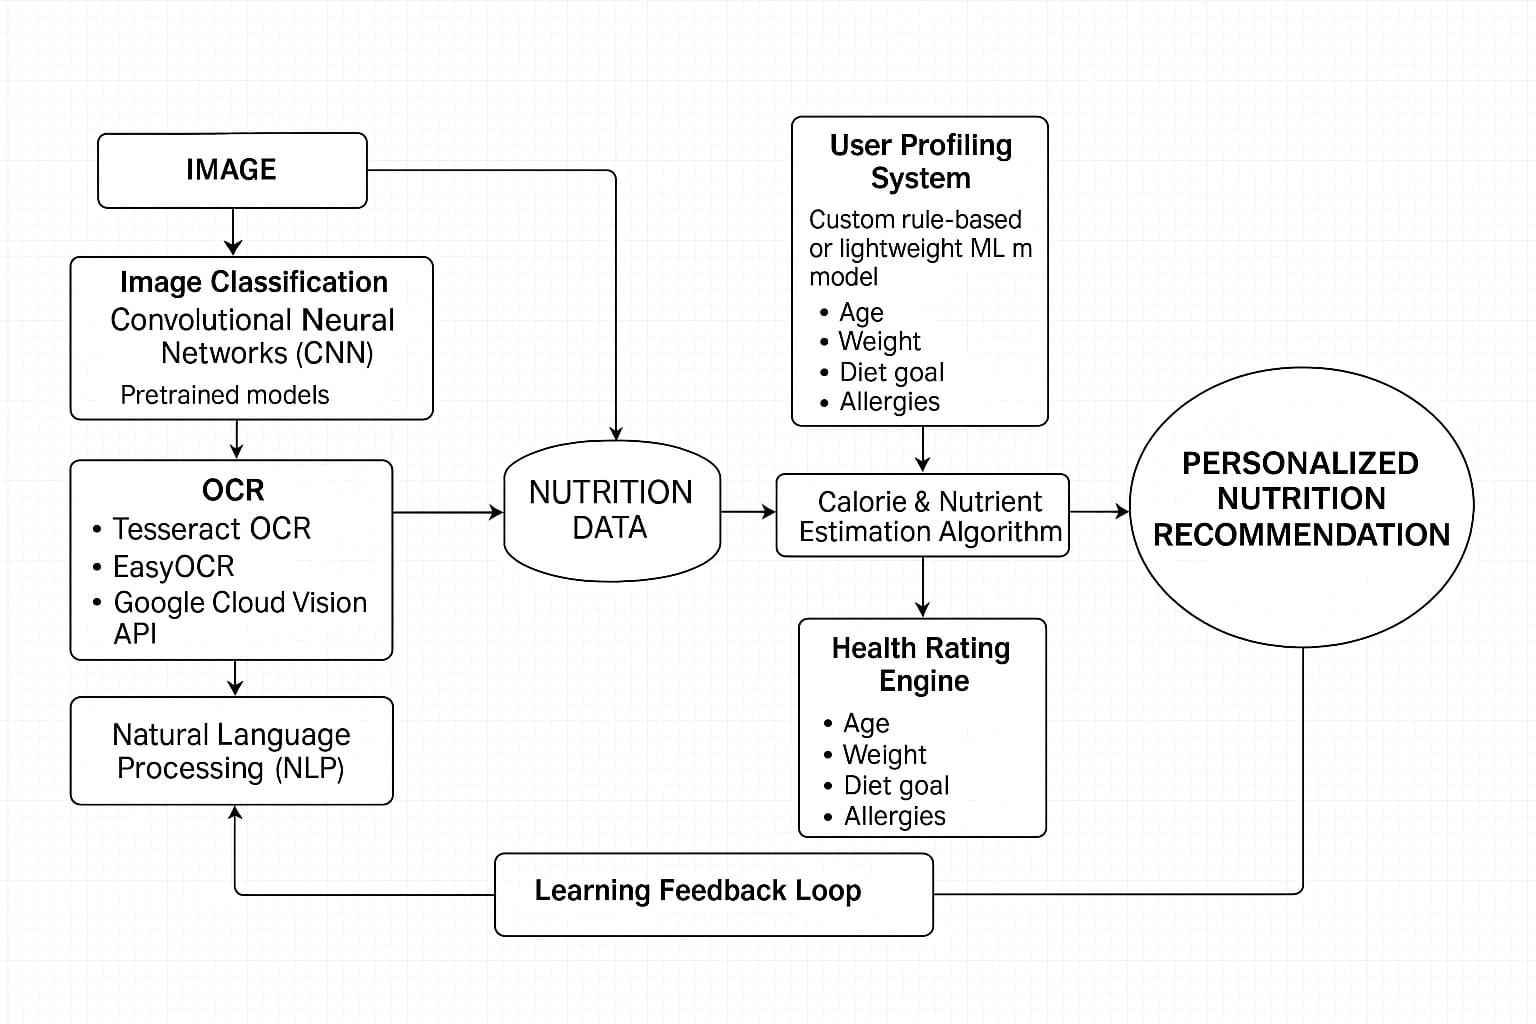 IMAGE
Image Classification
Convolutional Neural
Networks (CNN)
Pretrained models
OCR
• Tesseract OCR
• EasyOCR
• Google Cloud Vision
API
Natural Language
Processing (NLP)
NUTRITION
DATA
User Profiling
System
Custom rule-based
or lightweight ML m
model
• Age
• Weight
• Diet goal
• Allergies
Calorie & Nutrient
Estimation Algorithm
Health Rating
Engine
• Age
• Weight
• Diet goal
• Allergies
PERSONALIZED
NUTRITION
RECOMMENDATION
Learning Feedback Loop